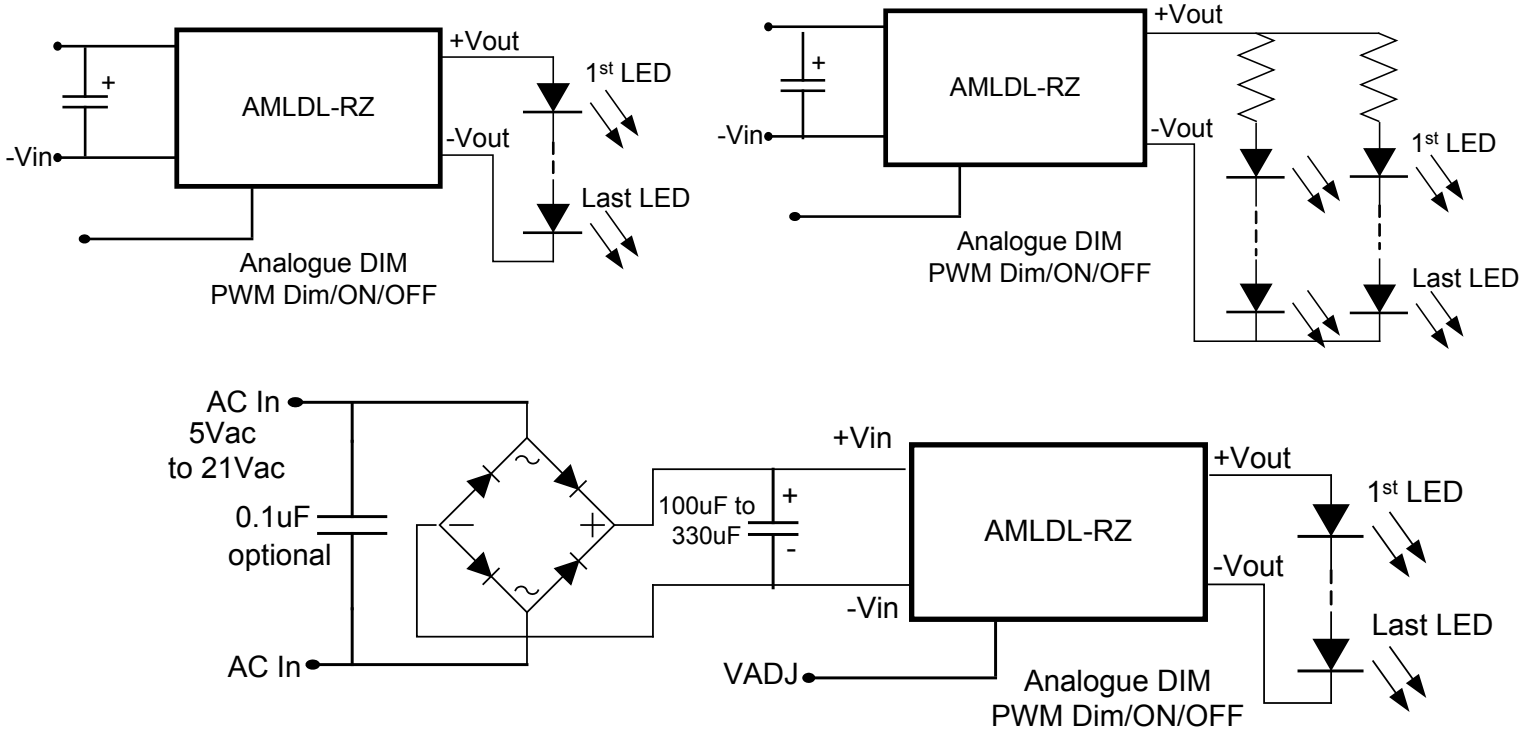 +Vout
1st LED
+
AMLDL-RZ
-Vout
-Vin
Last LED
Analogue DIM
PWM Dim/ON/OFF
+Vout
+
AMLDL-RZ
-Vout
-Vin
1st LED
Analogue DIM
PWM Dim/ON/OFF
Last LED
AC In
5Vac
to 21Vac
0.1uF
optional
AC In
~
-
+
~
+Vin
100uF to
330uF
+
-
-Vin
AMLDL-RZ
+Vout
1st LED
-Vout
Last LED
VADJ
Analogue DIM
PWM Dim/ON/OFF